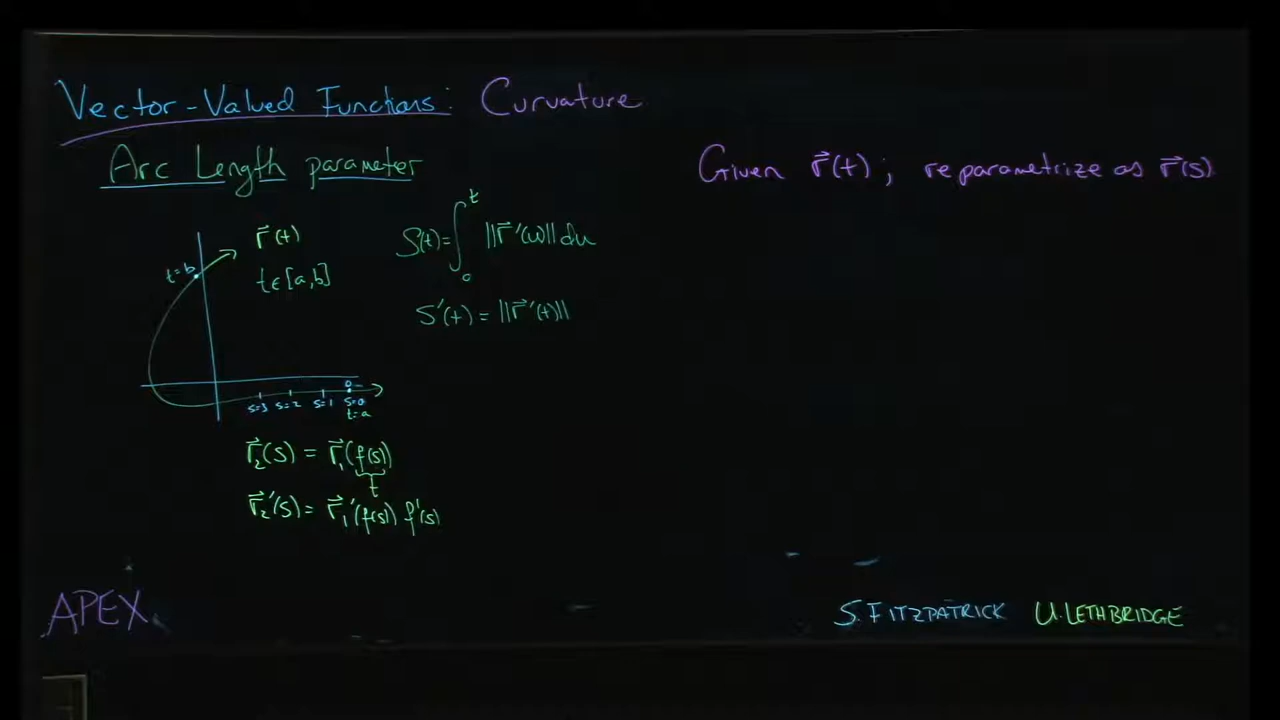 Vector-Valued Functions: Curvature
Arc Length parameter
Given r⃗(t); reparametrize as r⃗(s)
r⃗(t)
t∈[a,b]
t=b
S(t)=∫ₐᵗ ||r⃗'(u)||du
S'(t) = ||r⃗'(t)||
s=3 s=2 s=1 s=0
t=a
r⃗₂(s) = r⃗₁(f(s))
t
r⃗₂'(s) = r⃗₁'(f(s)) f'(s)
APEX
S. FITZPATRICK U. LETHBRIDGE